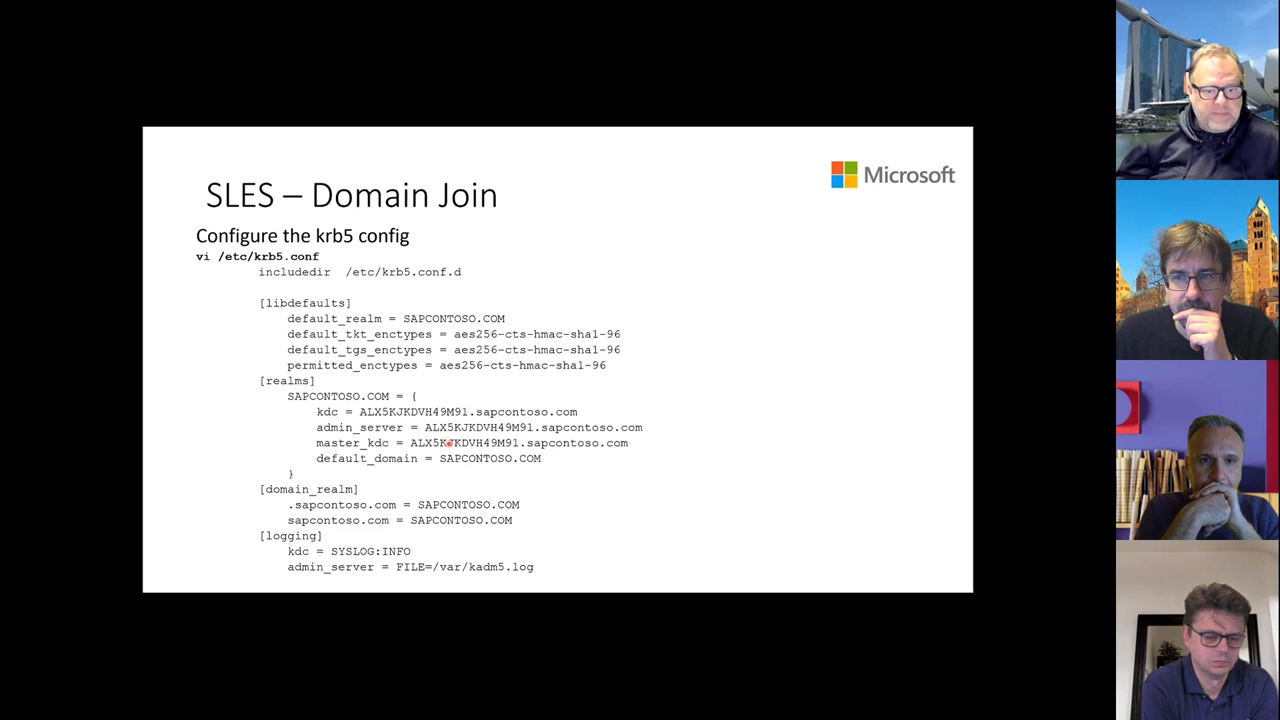 SLES – Domain Join
Microsoft
Configure the krb5 config
vi /etc/krb5.conf
includedir /etc/krb5.conf.d
[libdefaults]
default_realm = SAPCONTOSO.COM
default_tkt_enctypes = aes256-cts-hmac-sha1-96
default_tgs_enctypes = aes256-cts-hmac-sha1-96
permitted_enctypes = aes256-cts-hmac-sha1-96
[realms]
SAPCONTOSO.COM = {
kdc = ALX5KJKDVH49M91.sapcontoso.com
admin_server = ALX5KJKDVH49M91.sapcontoso.com
master_kdc = ALX5KJKDVH49M91.sapcontoso.com
default_domain = SAPCONTOSO.COM
}
[domain_realm]
.sapcontoso.com = SAPCONTOSO.COM
sapcontoso.com = SAPCONTOSO.COM
[logging]
kdc = SYSLOG:INFO
admin_server = FILE=/var/kadm5.log